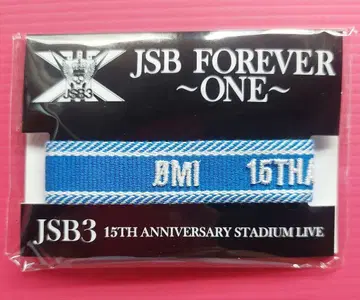 JSB3
JSB FOREVER
~ONE~
ØMI 15THA
JSB3 15TH ANNIVERSARY STADIUM LIVE